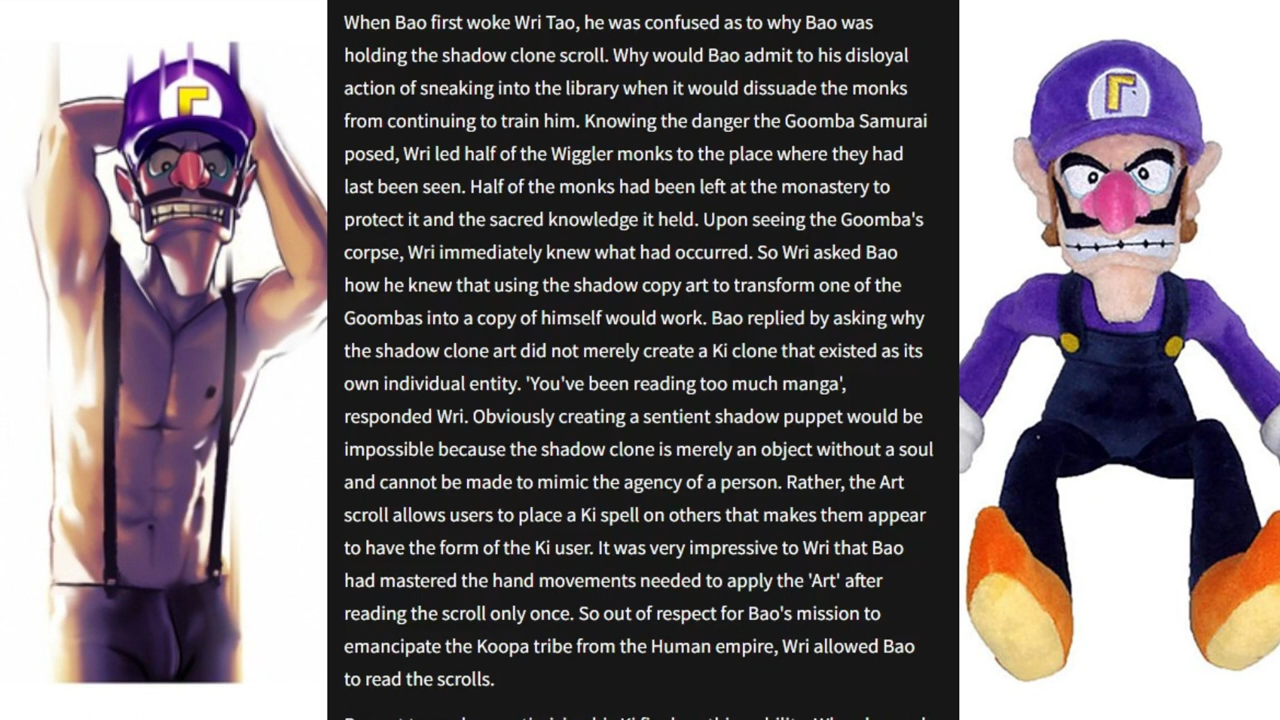 When Bao first woke Wri Tao, he was confused as to why Bao was
holding the shadow clone scroll. Why would Bao admit to his disloyal
action of sneaking into the library when it would dissuade the monks
from continuing to train him. Knowing the danger the Goomba Samurai
posed, Wri led half of the Wiggler monks to the place where they had
last been seen. Half of the monks had been left at the monastery to
protect it and the sacred knowledge it held. Upon seeing the Goomba's
corpse, Wri immediately knew what had occurred. So Wri asked Bao
how he knew that using the shadow copy art to transform one of the
Goombas into a copy of himself would work. Bao replied by asking why
the shadow clone art did not merely create a Ki clone that existed as its
own individual entity. 'You've been reading too much manga',
responded Wri. Obviously creating a sentient shadow puppet would be
impossible because the shadow clone is merely an object without a soul
and cannot be made to mimic the agency of a person. Rather, the Art
scroll allows users to place a Ki spell on others that makes them appear
to have the form of the Ki user. It was very impressive to Wri that Bao
had mastered the hand movements needed to apply the 'Art' after
reading the scroll only once. So out of respect for Bao's mission to
emancipate the Koopa tribe from the Human empire, Wri allowed Bao
to read the scrolls.